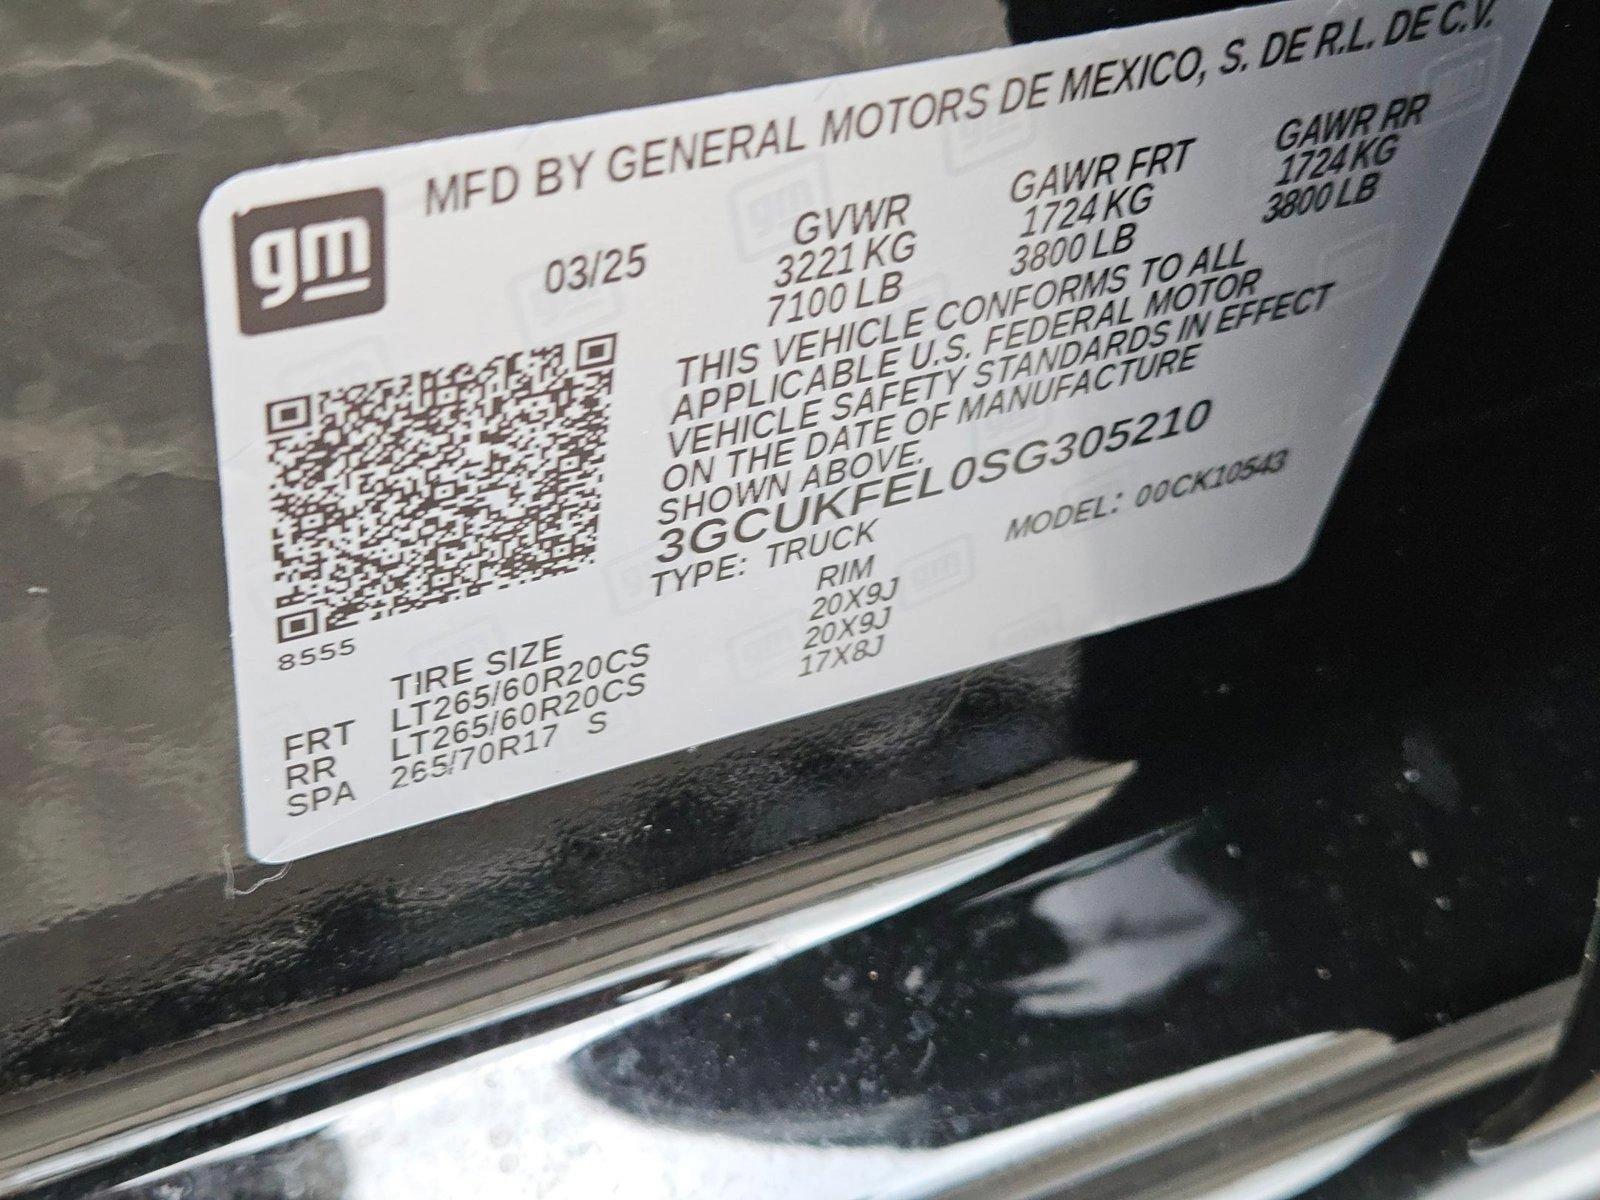 MFD BY GENERAL MOTORS DE MEXICO, S. DE R.L. DE C.V.
gm
03/25
GVWR
3221 KG
7100 LB
GAWR FRT
1724 KG
3800 LB
GAWR RR
1724 KG
3800 LB
THIS VEHICLE CONFORMS TO ALL
APPLICABLE U.S. FEDERAL MOTOR
VEHICLE SAFETY STANDARDS IN EFFECT
ON THE DATE OF MANUFACTURE
SHOWN ABOVE.
3GCUKFEL0SG305210
TYPE: TRUCK MODEL: 00CK10543
8555
TIRE SIZE RIM
FRT LT265/60R20CS 20X9J
RR LT265/60R20CS 20X9J
SPA 265/70R17 S 17X8J